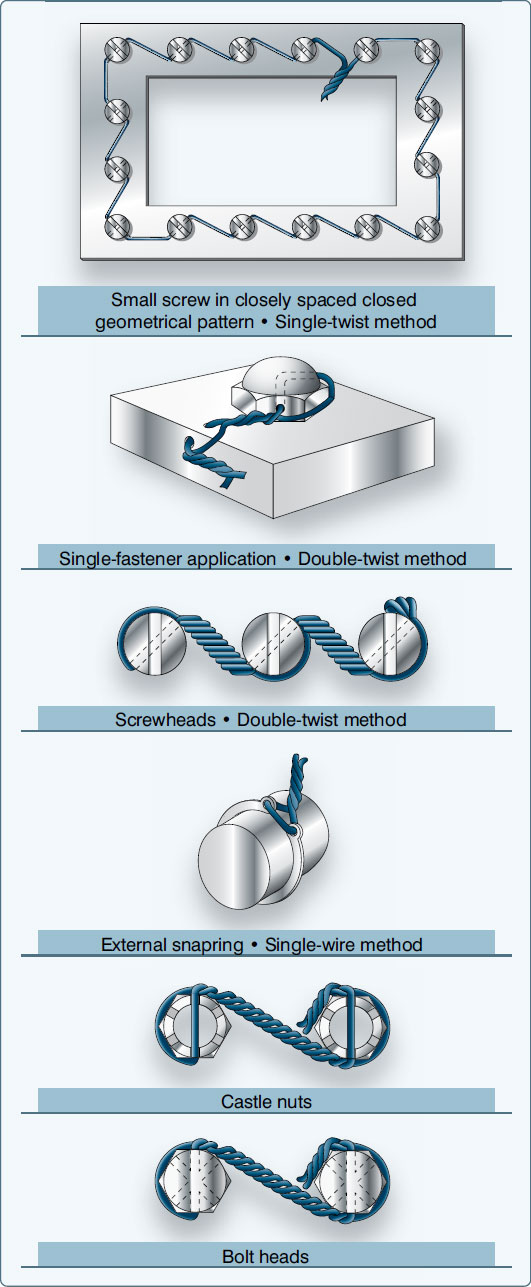 Small screw in closely spaced closed
geometrical pattern • Single-twist method
Single-fastener application • Double-twist method
Screwheads • Double-twist method
External snapring • Single-wire method
Castle nuts
Bolt heads